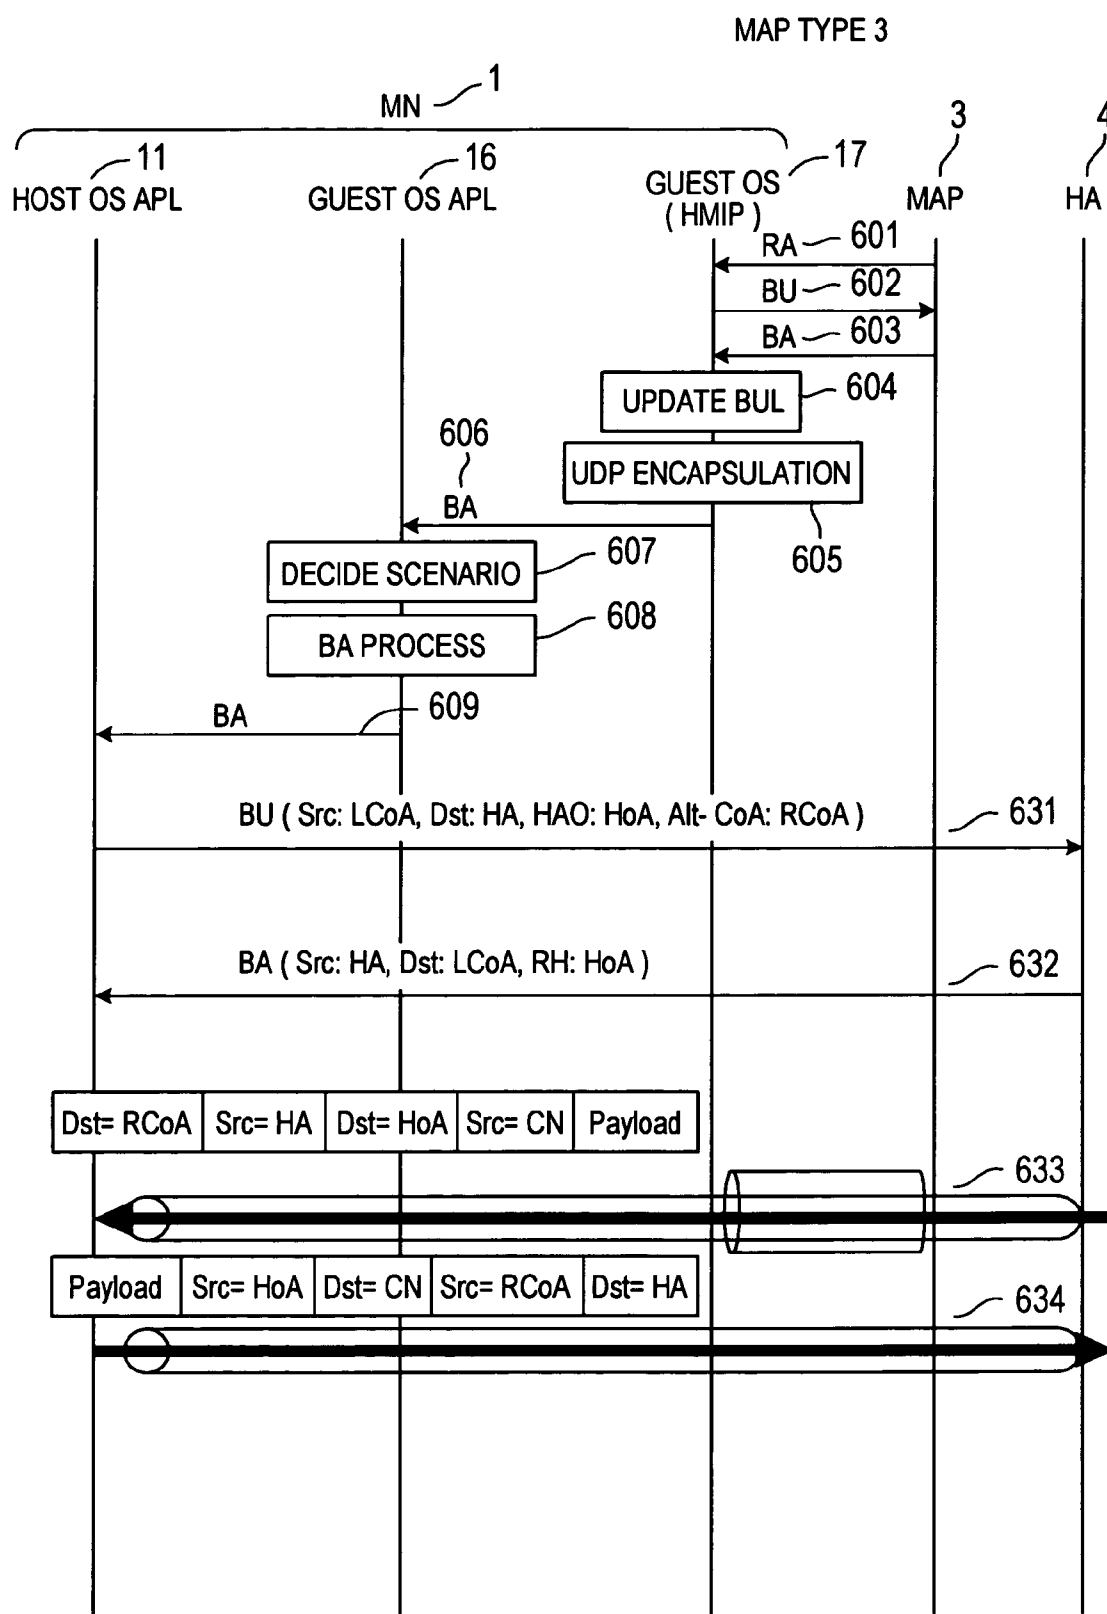 MAP TYPE 3
MN 1
11 16 17 3 4
HOST OS APL GUEST OS APL GUEST OS MAP HA
( HMIP )
RA 601
BU 602
BA 603
UPDATE BUL 604
606
UDP ENCAPSULATION
BA
605
607
DECIDE SCENARIO
608
BA PROCESS
BA 609
BU ( Src: LCoA, Dst: HA, HAO: HoA, Alt- CoA: RCoA ) 631
BA ( Src: HA, Dst: LCoA, RH: HoA ) 632
Dst= RCoA Src= HA Dst= HoA Src= CN Payload
633
Payload Src= HoA Dst= CN Src= RCoA Dst= HA
634